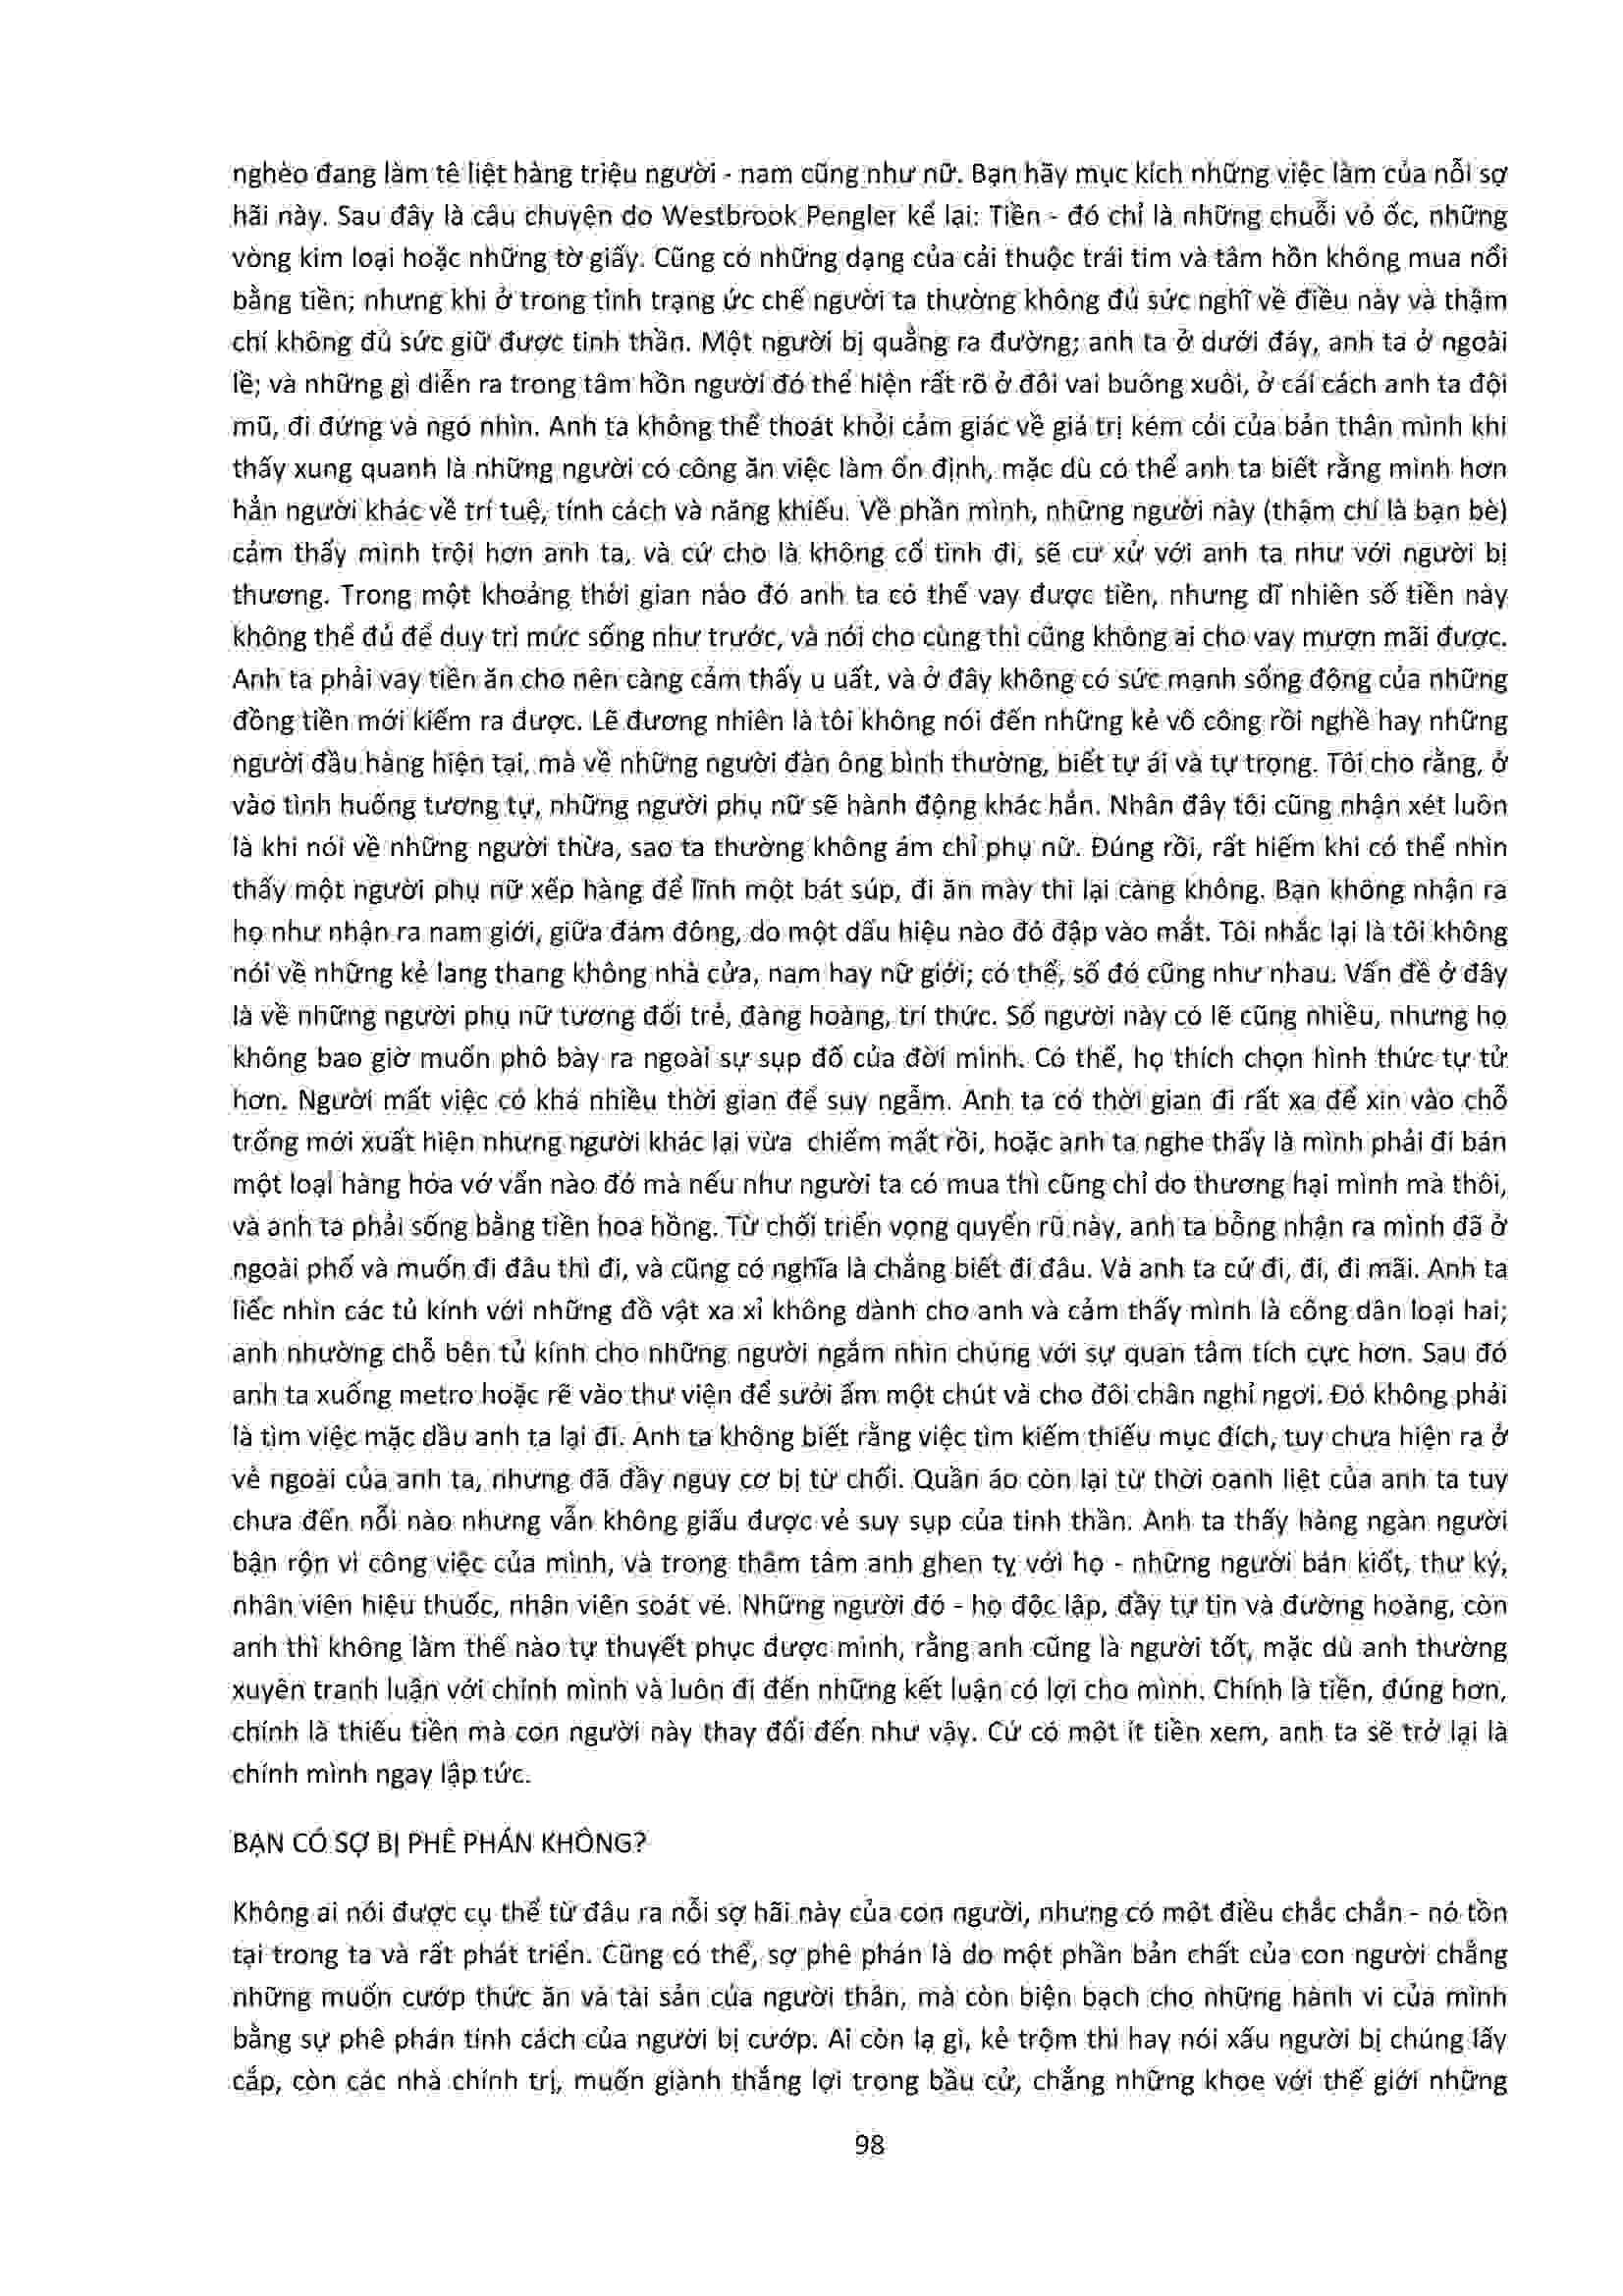 nghèo đang làm tê liệt hàng triệu người - nam cũng như nữ. Bạn hãy mục kích những việc làm của nỗi sợ
hãi này. Sau đây là câu chuyện do Westbrook Pengler kể lại: Tiền - đó chỉ là những chuỗi vỏ ốc, những
vòng kim loại hoặc những tờ giấy. Cũng có những dạng của cải thuộc trái tim và tâm hồn không mua nổi
bằng tiền; nhưng khi ở trong tình trạng ức chế người ta thường không đủ sức nghĩ về điều này và thậm
chí không đủ sức giữ được tinh thần. Một người bị quẳng ra đường; anh ta ở dưới đáy, anh ta ở ngoài
lề; và những gì diễn ra trong tâm hồn người đó thể hiện rất rõ ở đôi vai buông xuôi, ở cái cách anh ta đội
mũ, đi đứng và ngó nhìn. Anh ta không thể thoát khỏi cảm giác về giá trị kém cỏi của bản thân mình khi
thấy xung quanh là những người có công ăn việc làm ổn định, mặc dù có thể anh ta biết rằng mình hơn
hẳn người khác về trí tuệ, tính cách và năng khiếu. Về phần mình, những người này (thậm chí là bạn bè)
cảm thấy mình trội hơn anh ta, và cứ cho là không cố tình đi, sẽ cư xử với anh ta như với người bị
thương. Trong một khoảng thời gian nào đó anh ta có thể vay được tiền, nhưng dĩ nhiên số tiền này
không thể đủ để duy trì mức sống như trước, và nói cho cùng thì cũng không ai cho vay mượn mãi được.
Anh ta phải vay tiền ăn cho nên càng cảm thấy u uất, và ở đây không có sức mạnh sống động của những
đồng tiền mới kiếm ra được. Lẽ đương nhiên là tôi không nói đến những kẻ vô công rồi nghề hay những
người đầu hàng hiện tại, mà về những người đàn ông bình thường, biết tự ái và tự trọng. Tôi cho rằng, ở
vào tình huống tương tự, những người phụ nữ sẽ hành động khác hẳn. Nhân đây tôi cũng nhận xét luôn
là khi nói về những người thừa, sao ta thường không ám chỉ phụ nữ. Đúng rồi, rất hiếm khi có thể nhìn
thấy một người phụ nữ xếp hàng để lĩnh một bát súp, đi ăn mày thì lại càng không. Bạn không nhận ra
họ như nhận ra nam giới, giữa đám đông, do một dấu hiệu nào đó đập vào mắt. Tôi nhắc lại là tôi không
nói về những kẻ lang thang không nhà cửa, nam hay nữ giới; có thể, số đó cũng như nhau. Vấn đề ở đây
là về những người phụ nữ tương đối trẻ, đàng hoàng, trí thức. Số người này có lẽ cũng nhiều, nhưng họ
không bao giờ muốn phô bày ra ngoài sự sụp đổ của đời mình. Có thể, họ thích chọn hình thức tự tử
hơn. Người mất việc có khá nhiều thời gian để suy ngẫm. Anh ta có thời gian đi rất xa để xin vào chỗ
trống mới xuất hiện nhưng người khác lại vừa  chiếm mất rồi, hoặc anh ta nghe thấy là mình phải đi bán
một loại hàng hóa vớ vẩn nào đó mà nếu như người ta có mua thì cũng chỉ do thương hại mình mà thôi,
và anh ta phải sống bằng tiền hoa hồng. Từ chối triển vọng quyến rũ này, anh ta bỗng nhận ra mình đã ở
ngoài phố và muốn đi đâu thì đi, và cũng có nghĩa là chẳng biết đi đâu. Và anh ta cứ đi, đi, đi mãi. Anh ta
liếc nhìn các tủ kính với những đồ vật xa xỉ không dành cho anh và cảm thấy mình là công dân loại hai;
anh nhường chỗ bên tủ kính cho những người ngắm nhìn chúng với sự quan tâm tích cực hơn. Sau đó
anh ta xuống metro hoặc rẽ vào thư viện để sưởi ấm một chút và cho đôi chân nghỉ ngơi. Đó không phải
là tìm việc mặc dầu anh ta lại đi. Anh ta không biết rằng việc tìm kiếm thiếu mục đích, tuy chưa hiện ra ở
vẻ ngoài của anh ta, nhưng đã đầy nguy cơ bị từ chối. Quần áo còn lại từ thời oanh liệt của anh ta tuy
chưa đến nỗi nào nhưng vẫn không giấu được vẻ suy sụp của tinh thần. Anh ta thấy hàng ngàn người
bận rộn vì công việc của mình, và trong thâm tâm anh ghen tỵ với họ - những người bán kiốt, thư ký,
nhân viên hiệu thuốc, nhân viên soát vé. Những người đó - họ độc lập, đầy tự tin và đường hoàng, còn
anh thì không làm thế nào tự thuyết phục được mình, rằng anh cũng là người tốt, mặc dù anh thường
xuyên tranh luận với chính mình và luôn đi đến những kết luận có lợi cho mình. Chính là tiền, đúng hơn,
chính là thiếu tiền mà con người này thay đổi đến như vậy. Cứ có một ít tiền xem, anh ta sẽ trở lại là
chính mình ngay lập tức.
BẠN CÓ SỢ BỊ PHÊ PHÁN KHÔNG?
Không ai nói được cụ thể từ đâu ra nỗi sợ hãi này của con người, nhưng có một điều chắc chắn - nó tồn
tại trong ta và rất phát triển. Cũng có thể, sợ phê phán là do một phần bản chất của con người chẳng
những muốn cướp thức ăn và tài sản của người thân, mà còn biện bạch cho những hành vi của mình
bằng sự phê phán tính cách của người bị cướp. Ai còn lạ gì, kẻ trộm thì hay nói xấu người bị chúng lấy
cắp, còn các nhà chính trị, muốn giành thắng lợi trong bầu cử, chẳng những khoe với thế giới những
98